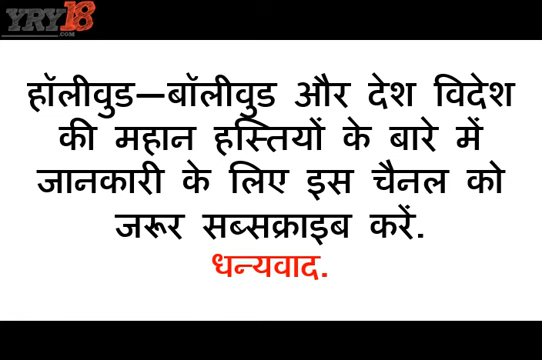 YRY18
.COM
हॉलीवुड–बॉलीवुड और देश विदेश
की महान हस्तियों के बारे में
जानकारी के लिए इस चैनल को
जरूर सब्सक्राइब करें.
धन्यवाद.